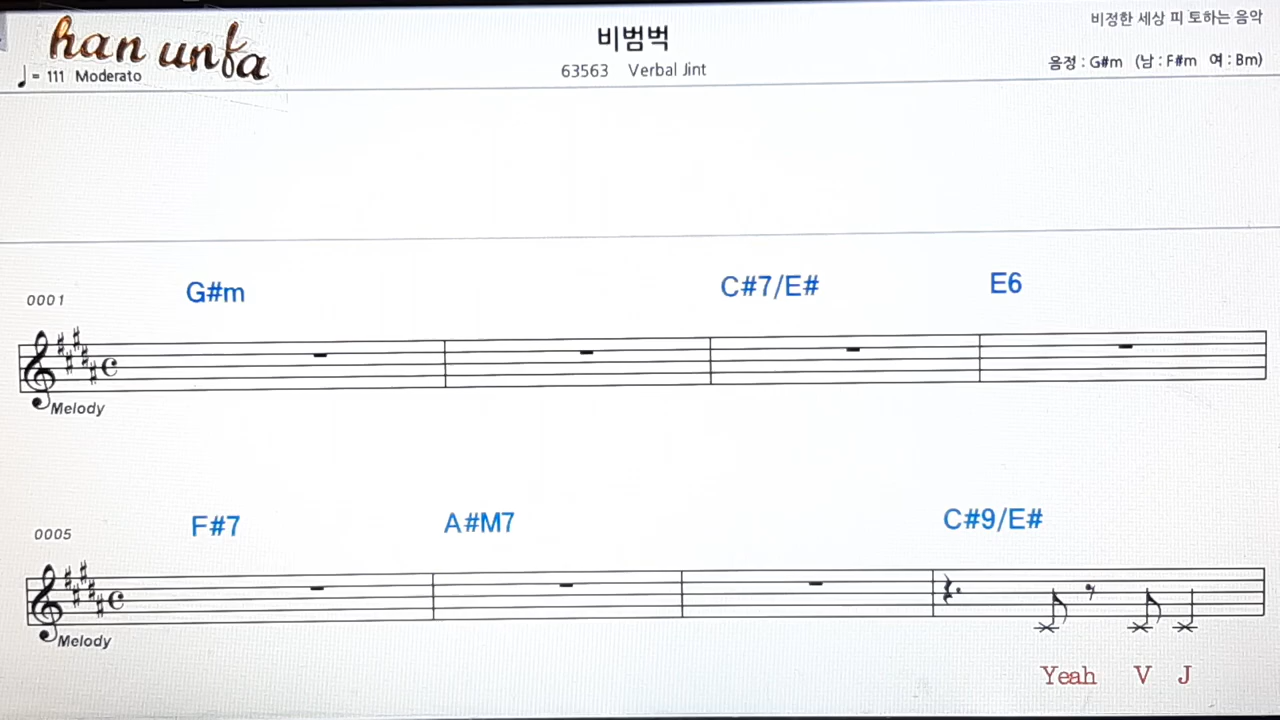 han unfa
♩= 111 Moderato
비범벅
63563 Verbal Jint
비정한 세상 피 토하는 음악
음정 : G#m (남 : F#m 여 : Bm)
0001
G#m C#7/E# E6
Melody
0005
F#7 A#M7 C#9/E#
Melody
Yeah V J